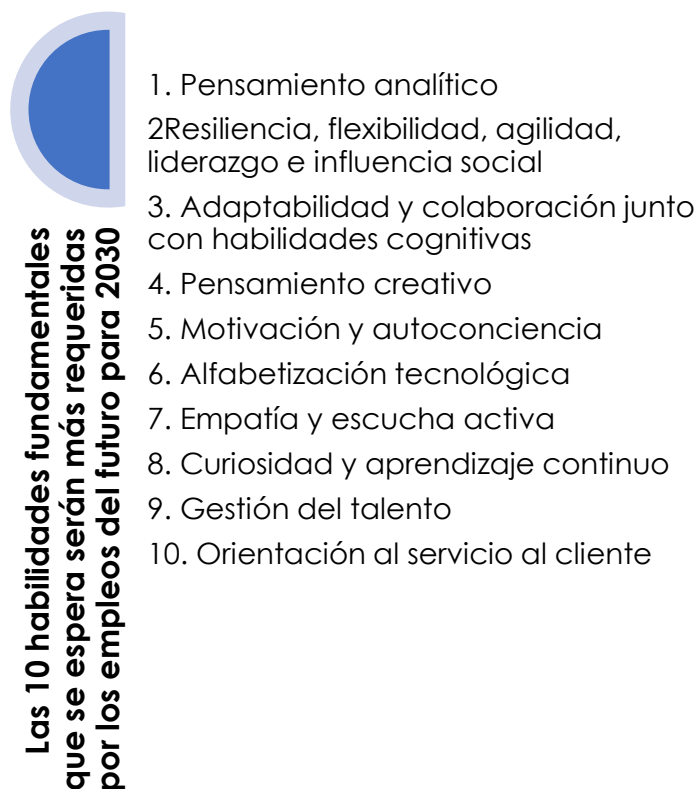 Las 10 habilidades fundamentales
que se espera serán más requeridas
por los empleos del futuro para 2030
1. Pensamiento analítico
2Resiliencia, flexibilidad, agilidad,
liderazgo e influencia social
3. Adaptabilidad y colaboración junto
con habilidades cognitivas
4. Pensamiento creativo
5. Motivación y autoconciencia
6. Alfabetización tecnológica
7. Empatía y escucha activa
8. Curiosidad y aprendizaje continuo
9. Gestión del talento
10. Orientación al servicio al cliente